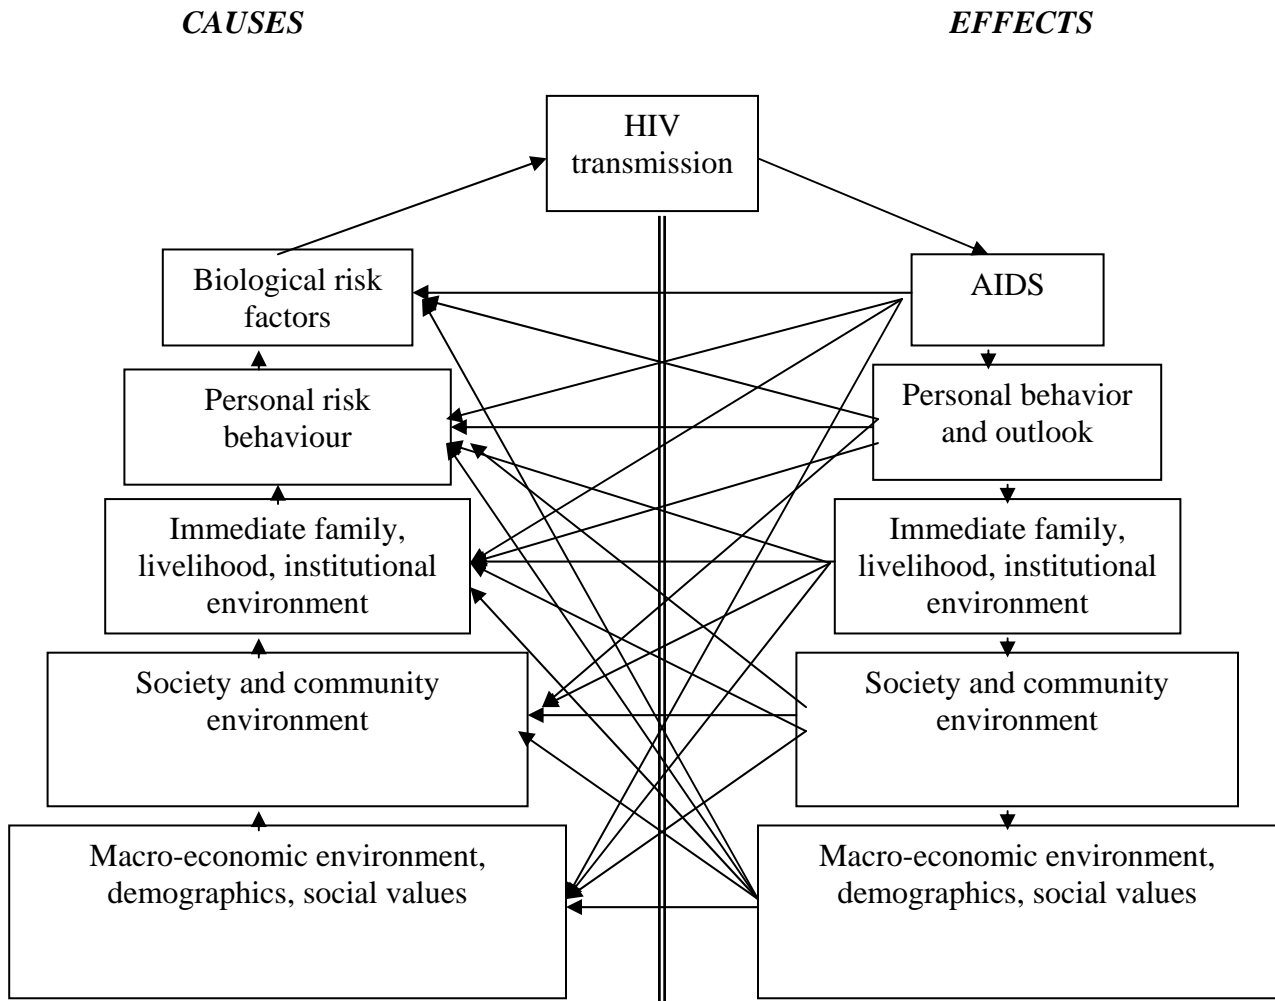 CAUSES
EFFECTS
HIV
transmission
Biological risk
factors
AIDS
Personal risk
behaviour
Personal behavior
and outlook
Immediate family,
livelihood, institutional
environment
Immediate family,
livelihood, institutional
environment
Society and community
environment
Society and community
environment
Macro-economic environment,
demographics, social values
Macro-economic environment,
demographics, social values